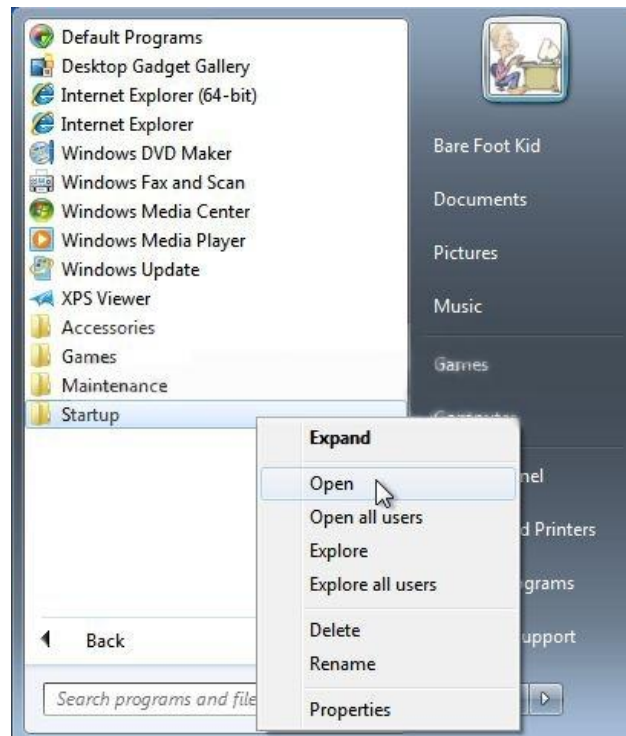 Default Programs
Desktop Gadget Gallery
Internet Explorer (64-bit)
Internet Explorer
Windows DVD Maker
Windows Fax and Scan
Windows Media Center
Windows Media Player
Windows Update
XPS Viewer
Accessories
Games
Maintenance
Startup
Back
Search programs and file
Bare Foot Kid
Documents
Pictures
Music
Games
Computer
nel
d Printers
grams
upport
Expand
Open
Open all users
Explore
Explore all users
Delete
Rename
Properties